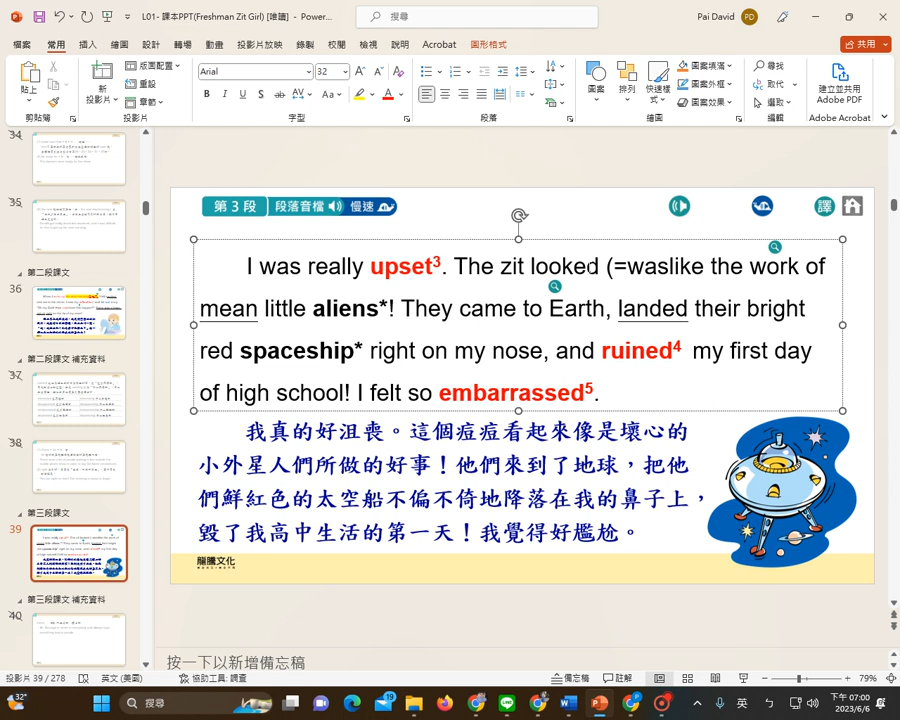 L01- 課本PPT(Freshman Zit Girl) [唯讀] - Power...
搜尋
Pai David PD
檔案 常用 插入 繪圖 設計 轉場 動畫 投影片放映 錄製 校閱 檢視 說明 Acrobat 圖形格式 共用
貼上
新投影片
版面配置
重設
章節
Arial 32
B I U S ab AV Aa A
圖案 排列 快速樣式
圖案填滿
圖案外框
圖案效果
尋找
取代
選取
建立並共用 Adobe PDF
剪貼簿 投影片 字型 段落 繪圖 編輯 Adobe Acrobat
34
35
第二段課文
36
第二段課文 補充資料
37
38
第三段課文
39
第三段課文 補充資料
40
第 3 段 段落音檔 慢速 譯
I was really upset³. The zit looked (=waslike the work of
mean little aliens*! They came to Earth, landed their bright
red spaceship* right on my nose, and ruined⁴ my first day
of high school! I felt so embarrassed⁵.
我真的好沮喪。這個痘痘看起來像是壞心的
小外星人們所做的好事！他們來到了地球，把他
們鮮紅色的太空船不偏不倚地降落在我的鼻子上，
毀了我高中生活的第一天！我覺得好尷尬。
龍騰文化
按一下以新增備忘稿
投影片 39 / 278 英文 (美國) 協助工具: 調查 備忘稿 註解 79%
32° 搜尋 19 英 下午 07:00
2023/6/6